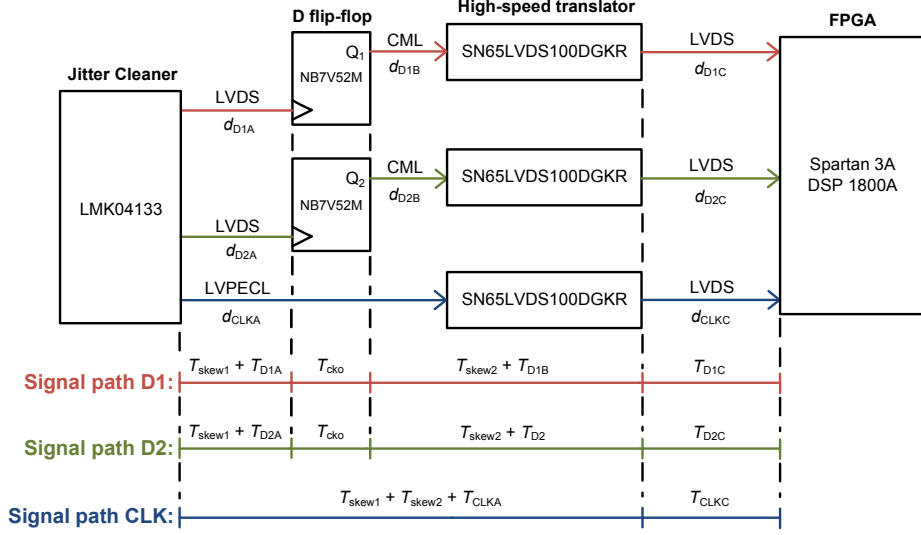 High-speed translator
D flip-flop
FPGA
Jitter Cleaner
Q1
NB7V52M
CML
dD1B
SN65LVDS100DGKR
LVDS
dD1C
LVDS
dD1A
Q2
NB7V52M
CML
dD2B
SN65LVDS100DGKR
LVDS
dD2C
Spartan 3A
DSP 1800A
LMK04133
LVDS
dD2A
LVPECL
dCLKA
SN65LVDS100DGKR
LVDS
dCLKC
Signal path D1:
Tskew1 + TD1A
Tcko
Tskew2 + TD1B
TD1C
Signal path D2:
Tskew1 + TD2A
Tcko
Tskew2 + TD2
TD2C
Signal path CLK:
Tskew1 + Tskew2 + TCLKA
TCLKC